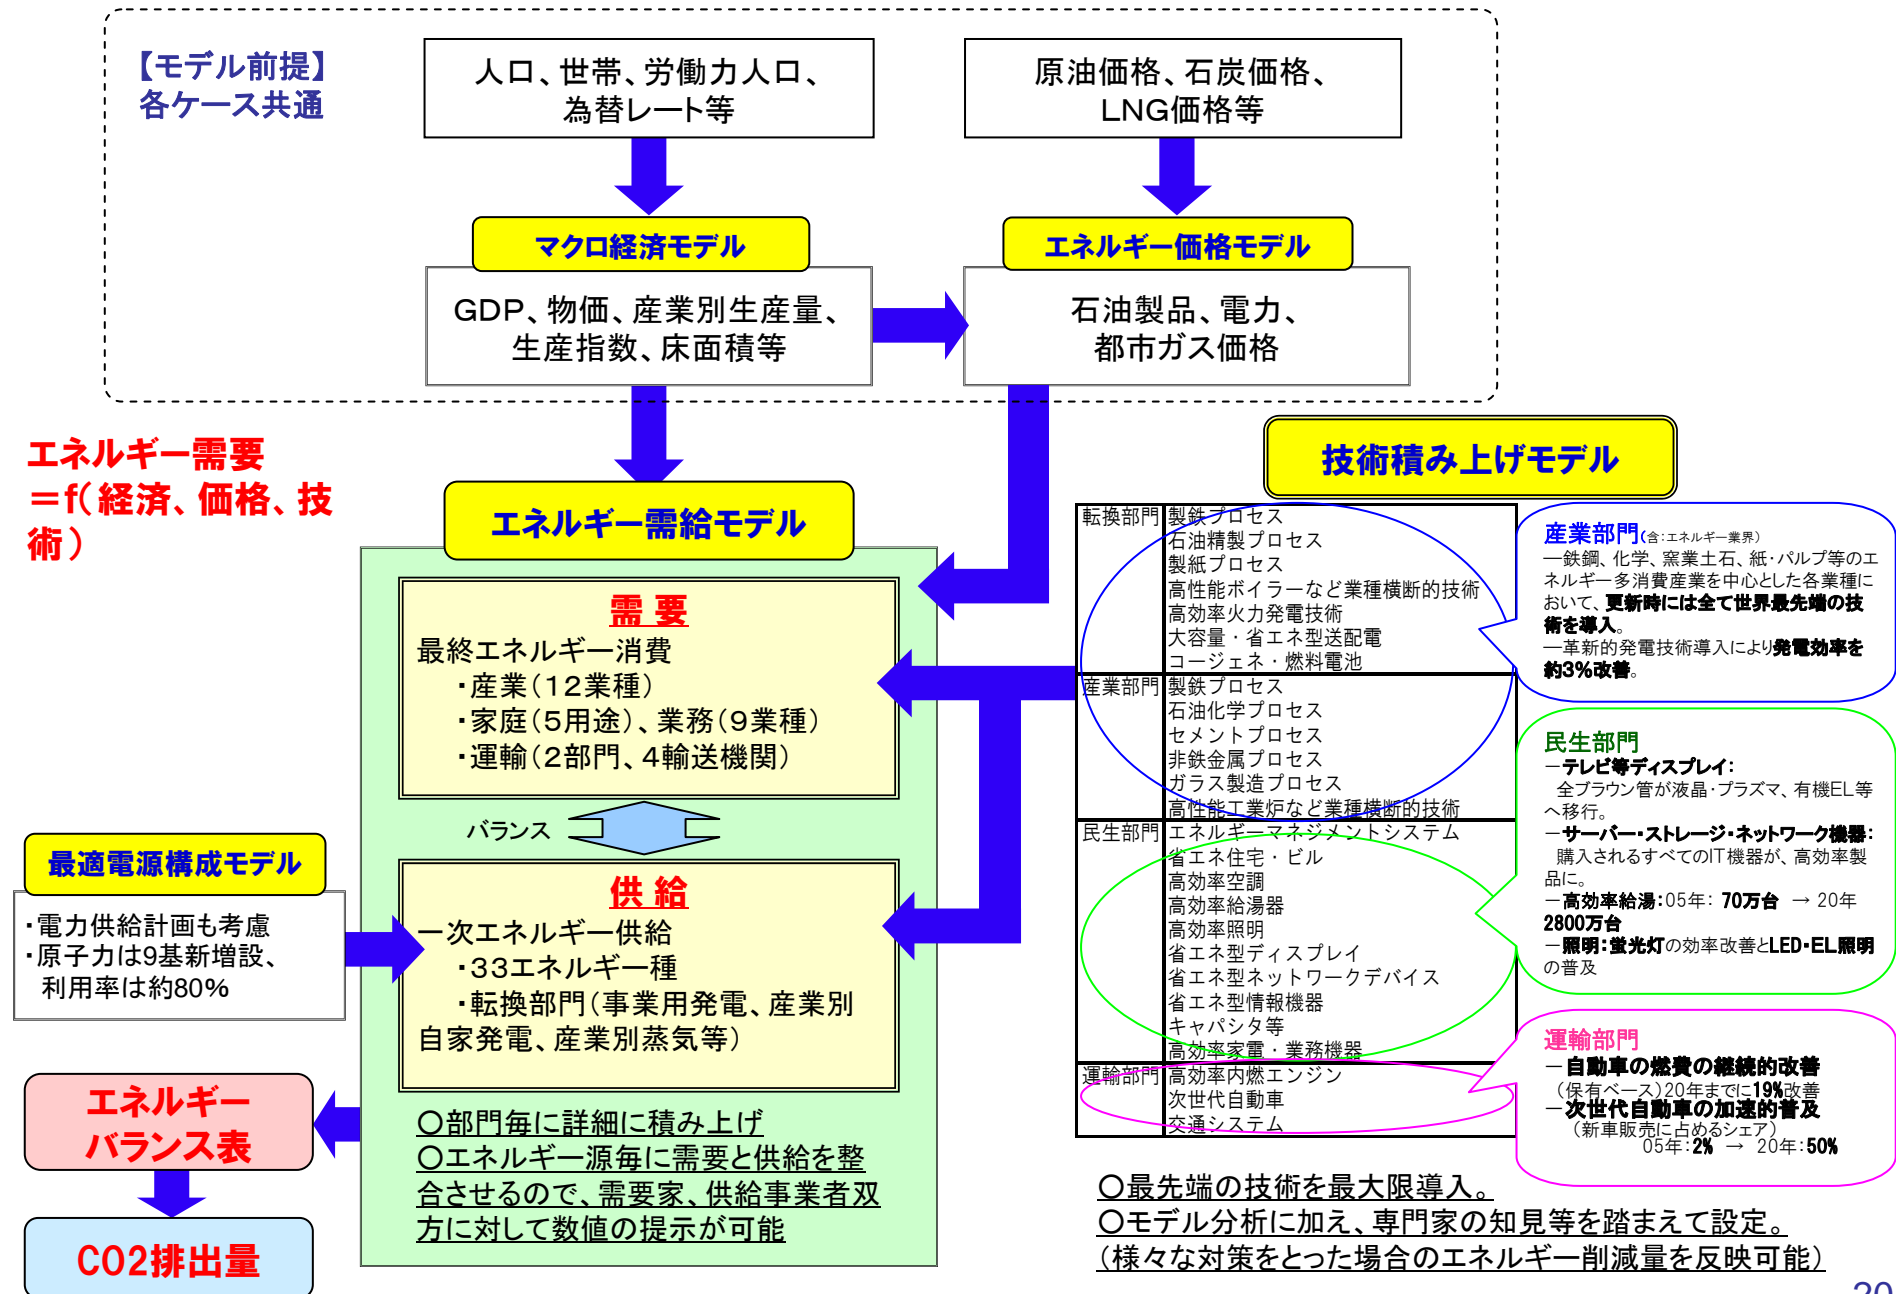 【モデル前提】
各ケース共通
人口、世帯、労働力人口、
為替レート等
原油価格、石炭価格、
LNG価格等
マクロ経済モデル
GDP、物価、産業別生産量、
生産指数、床面積等
エネルギー価格モデル
石油製品、電力、
都市ガス価格
エネルギー需要
＝f(経済、価格、技
術)
エネルギー需給モデル
需 要
最終エネルギー消費
・産業(12業種)
・家庭(5用途)、業務(9業種)
・運輸(2部門、4輸送機関)
バランス
供 給
一次エネルギー供給
・33エネルギー種
・転換部門(事業用発電、産業別
自家発電、産業別蒸気等)
○部門毎に詳細に積み上げ
○エネルギー源毎に需要と供給を整
合させるので、需要家、供給事業者双
方に対して数値の提示が可能
最適電源構成モデル
・電力供給計画も考慮
・原子力は9基新増設、
利用率は約80%
エネルギー
バランス表
CO2排出量
技術積み上げモデル
転換部門
製鉄プロセス
石油精製プロセス
製紙プロセス
高性能ボイラーなど業種横断的技術
高効率火力発電技術
大容量・省エネ型送配電
コージェネ・燃料電池
産業部門
製鉄プロセス
石油化学プロセス
セメントプロセス
非鉄金属プロセス
ガラス製造プロセス
高性能工業炉など業種横断的技術
民生部門
エネルギーマネジメントシステム
省エネ住宅・ビル
高効率空調
高効率給湯器
高効率照明
省エネ型ディスプレイ
省エネ型ネットワークデバイス
省エネ型情報機器
キャパシタ等
高効率家電・業務機器
運輸部門
高効率内燃エンジン
次世代自動車
交通システム
産業部門(含:エネルギー業界)
―鉄鋼、化学、窯業土石、紙・パルプ等のエ
ネルギー多消費産業を中心とした各業種に
おいて、更新時には全て世界最先端の技
術を導入。
―革新的発電技術導入により発電効率を
約3%改善。
民生部門
－テレビ等ディスプレイ:
全ブラウン管が液晶・プラズマ、有機EL等
へ移行。
－サーバー・ストレージ・ネットワーク機器:
購入されるすべてのIT機器が、高効率製
品に。
－高効率給湯:05年: 70万台 → 20年
2800万台
－照明:蛍光灯の効率改善とLED・EL照明
の普及
運輸部門
－自動車の燃費の継続的改善
(保有ベース)20年までに19%改善
－次世代自動車の加速的普及
(新車販売に占めるシェア)
05年:2% → 20年:50%
○最先端の技術を最大限導入。
○モデル分析に加え、専門家の知見等を踏まえて設定。
(様々な対策をとった場合のエネルギー削減量を反映可能)